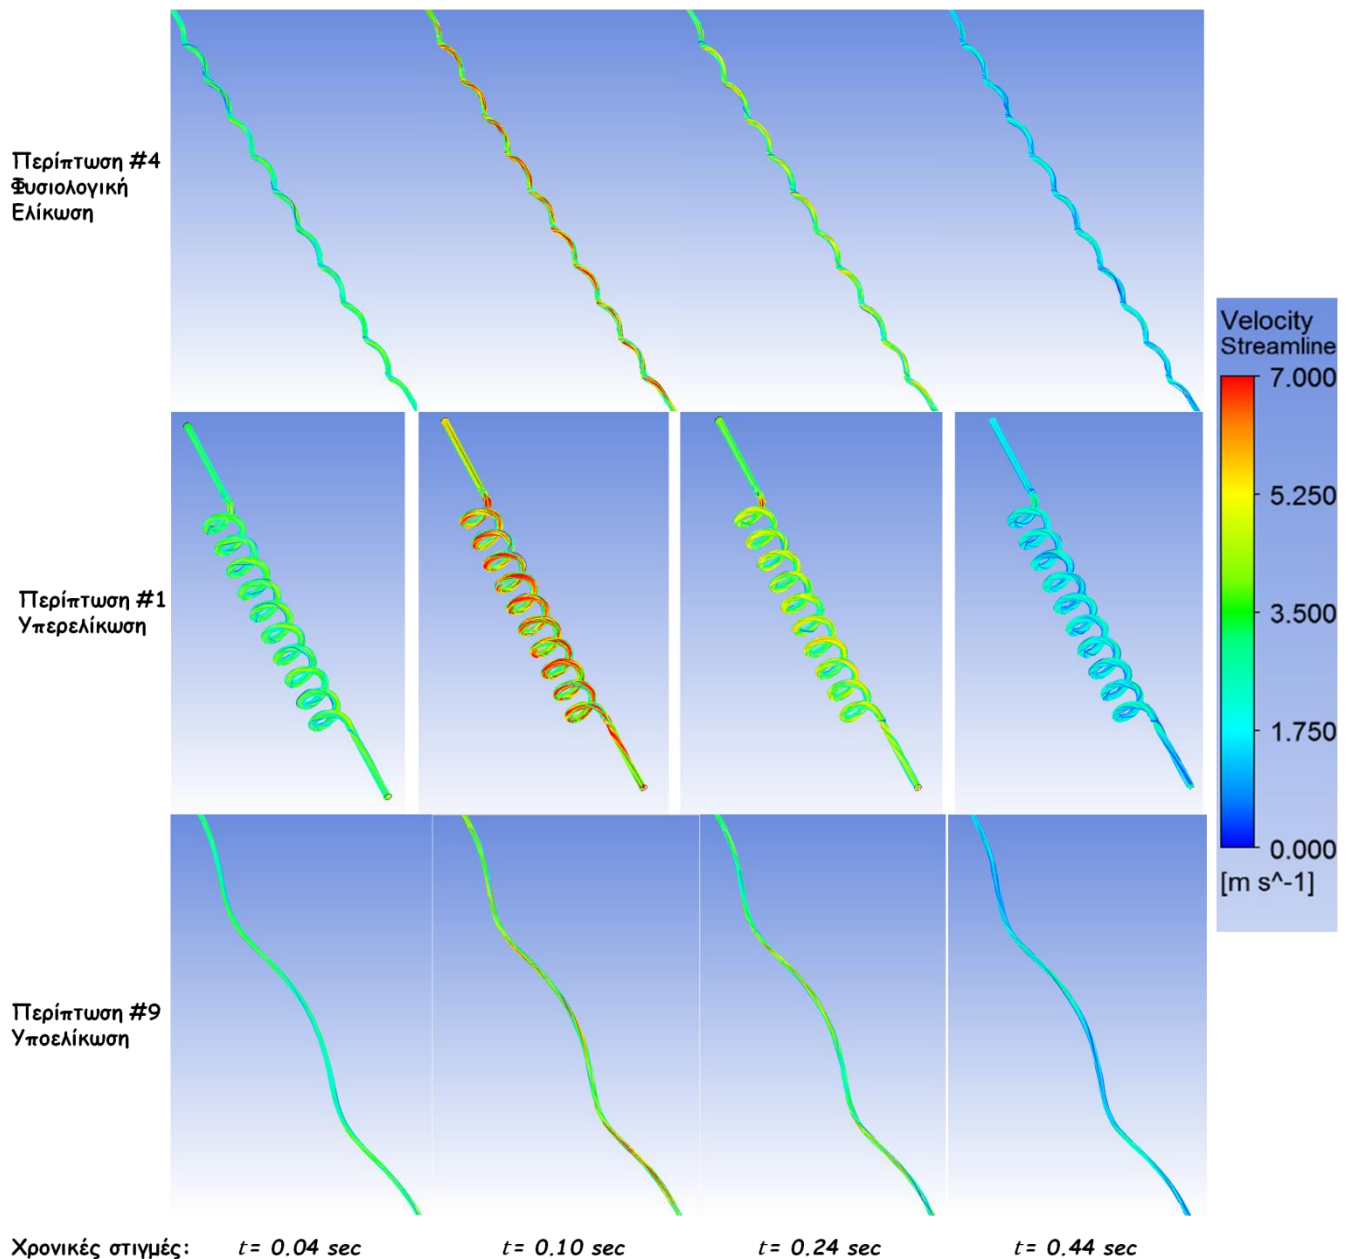 Περίπτωση #4
Φυσιολογική
Ελίκωση
Velocity
Streamline
7.000
5.250
3.500
1.750
0.000
[m s^-1]
Περίπτωση #1
Υπερελίκωση
Περίπτωση #9
Υποελίκωση
Χρονικές στιγμές: t= 0.04 sec t= 0.10 sec t= 0.24 sec t= 0.44 sec